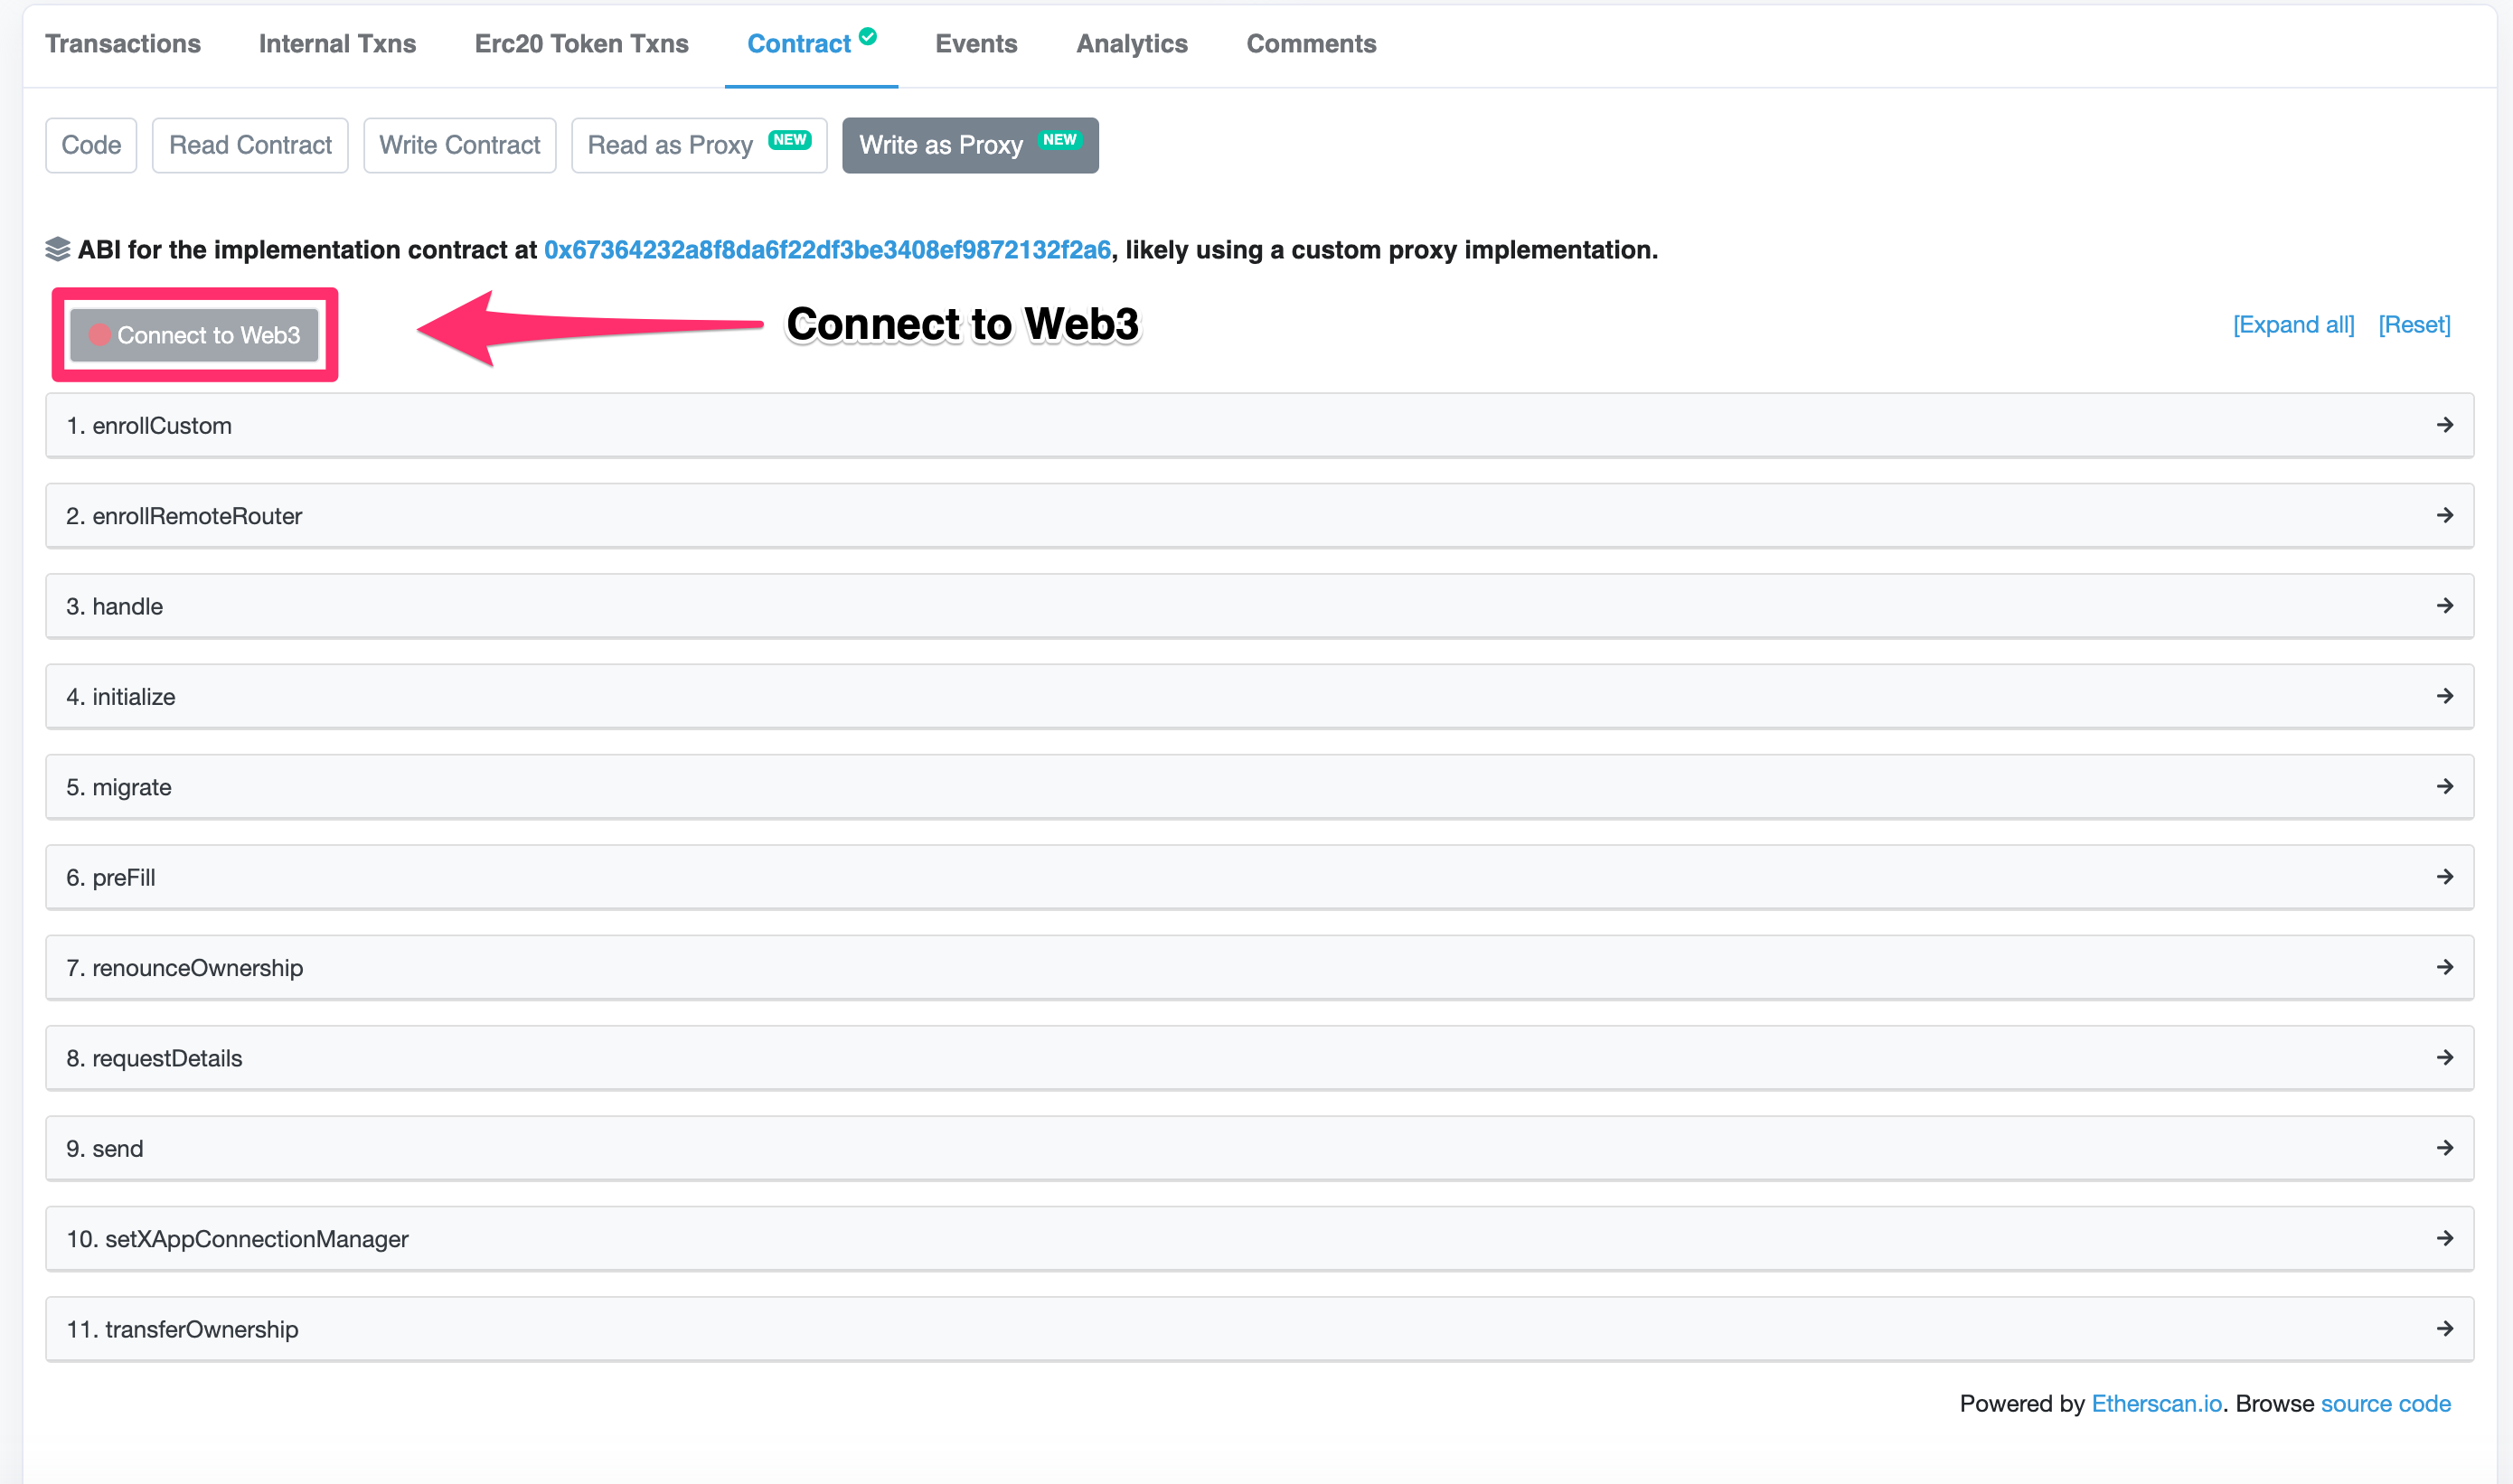 Transactions Internal Txns Erc20 Token Txns Contract Events Analytics Comments
Code Read Contract Write Contract Read as Proxy NEW Write as Proxy NEW
ABI for the implementation contract at 0x67364232a8f8da6f22df3be3408ef9872132f2a6, likely using a custom proxy implementation.
Connect to Web3 Connect to Web3 [Expand all] [Reset]
1. enrollCustom
2. enrollRemoteRouter
3. handle
4. initialize
5. migrate
6. preFill
7. renounceOwnership
8. requestDetails
9. send
10. setXAppConnectionManager
11. transferOwnership
Powered by Etherscan.io. Browse source code